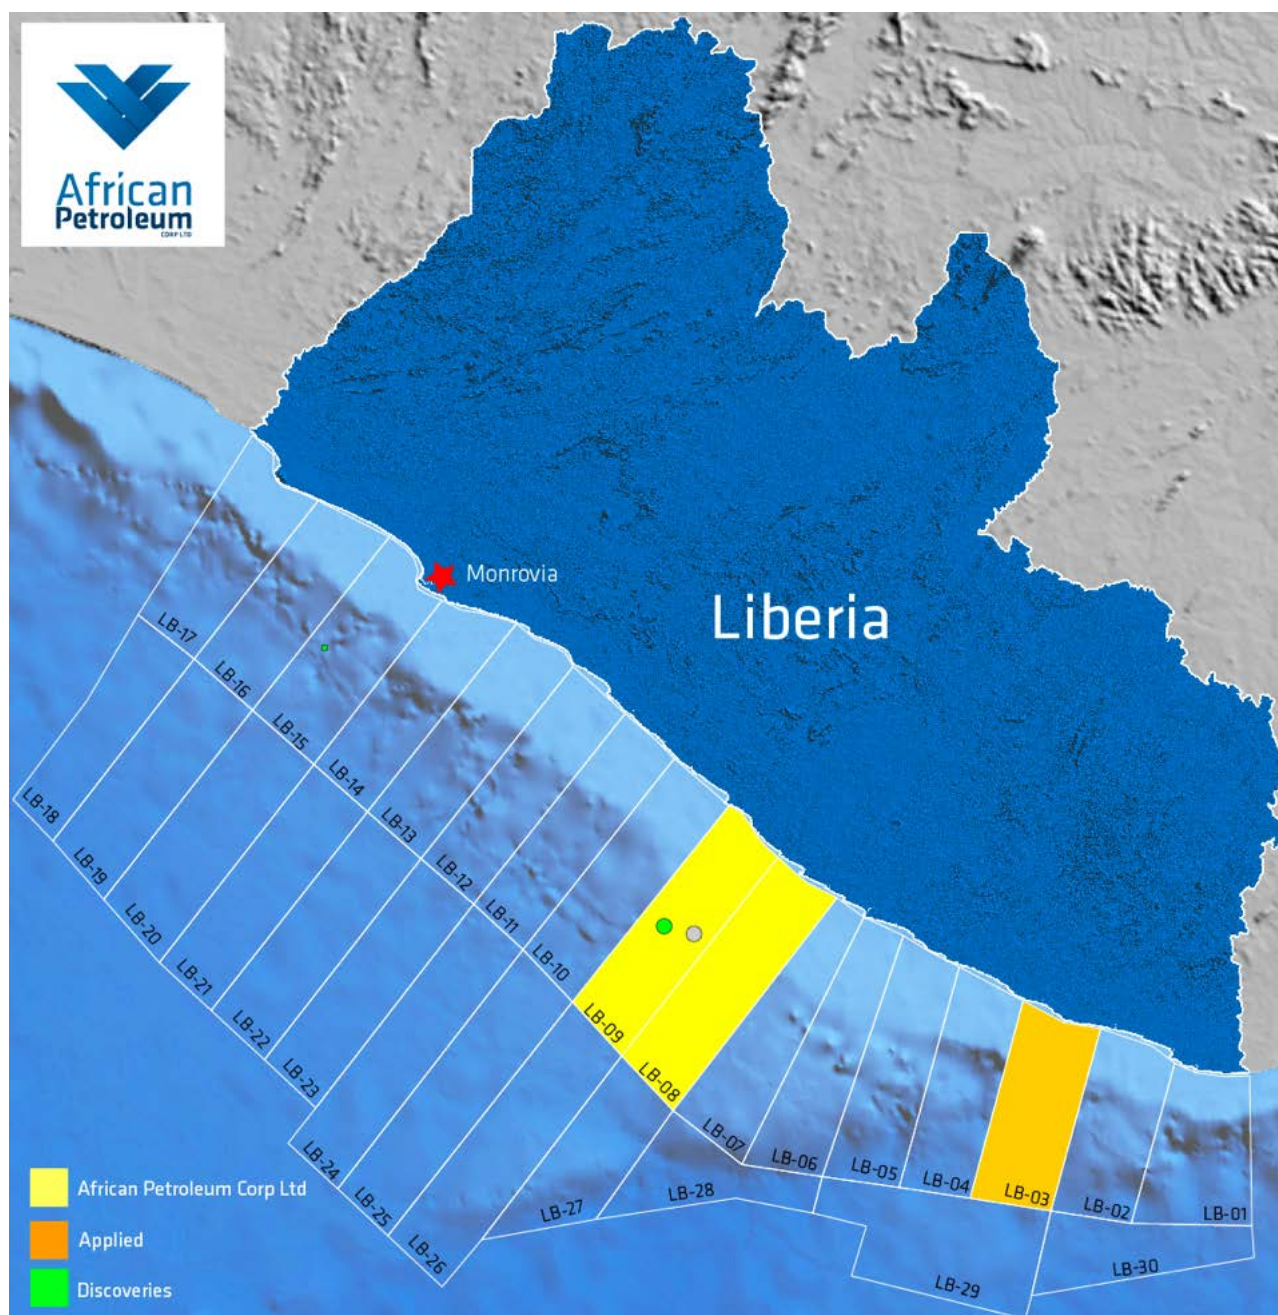 African
Petroleum
CORP LTD
Monrovia
Liberia
LB-17
LB-16
LB-15
LB-14
LB-13
LB-12
LB-11
LB-10
LB-09
LB-08
LB-07
LB-06
LB-05
LB-04
LB-03
LB-02
LB-01
LB-18
LB-19
LB-20
LB-21
LB-22
LB-23
LB-24
LB-25
LB-26
LB-27
LB-28
LB-29
LB-30
African Petroleum Corp Ltd
Applied
Discoveries